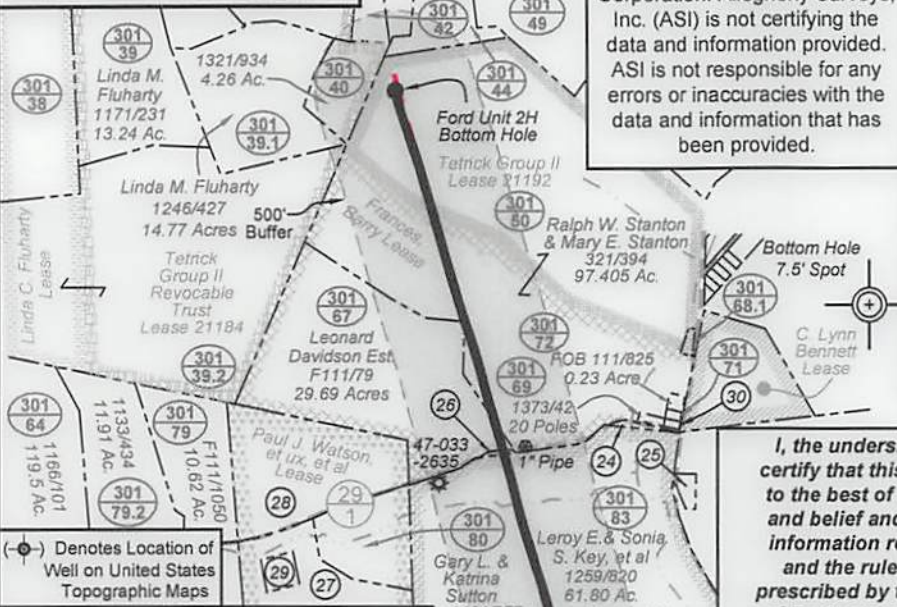 301
42
301
49
Corporation. Allegheny Surveys,
Inc. (ASI) is not certifying the
data and information provided.
ASI is not responsible for any
errors or inaccuracies with the
data and information that has
been provided.
301
38
301
39
Linda M.
Fluharty
1171/231
13.24 Ac.
1321/934
4.26 Ac.
301
40
301
39.1
301
44
Ford Unit 2H
Bottom Hole
Tetrick Group II
Lease 21192
Linda M. Fluharty
1246/427
14.77 Acres
500'
Buffer
Frances,
Barry Lease
301
60
Ralph W. Stanton
& Mary E. Stanton
321/394
97.405 Ac.
Bottom Hole
7.5' Spot
Linda C. Fluharty
Lease
Tetrick
Group II
Revocable
Trust
Lease 21184
301
39.2
301
67
Leonard
Davidson Est.
F111/79
29.69 Acres
301
72
301
69
1373/42
20 Poles
POB 111/825
0.23 Acre
301
68.1
301
71
C. Lynn
Bennett
Lease
30
301
64
1166/101
119.5 Ac.
1133/434
11.91 Ac.
301
79.2
301
79
F111/1050
10.62 Ac.
Paul J. Watson,
et ux, et al
Lease
28
29
1
26
47-033
-2635
1" Pipe
24
25
301
83
Leroy E.& Sonia
S. Key, et al
1259/820
61.80 Ac.
301
80
Gary L. &
Katrina
Sutton
29
27
Denotes Location of
Well on United States
Topographic Maps
I, the unders
certify that this
to the best of
and belief and
information re
and the rule
prescribed by t